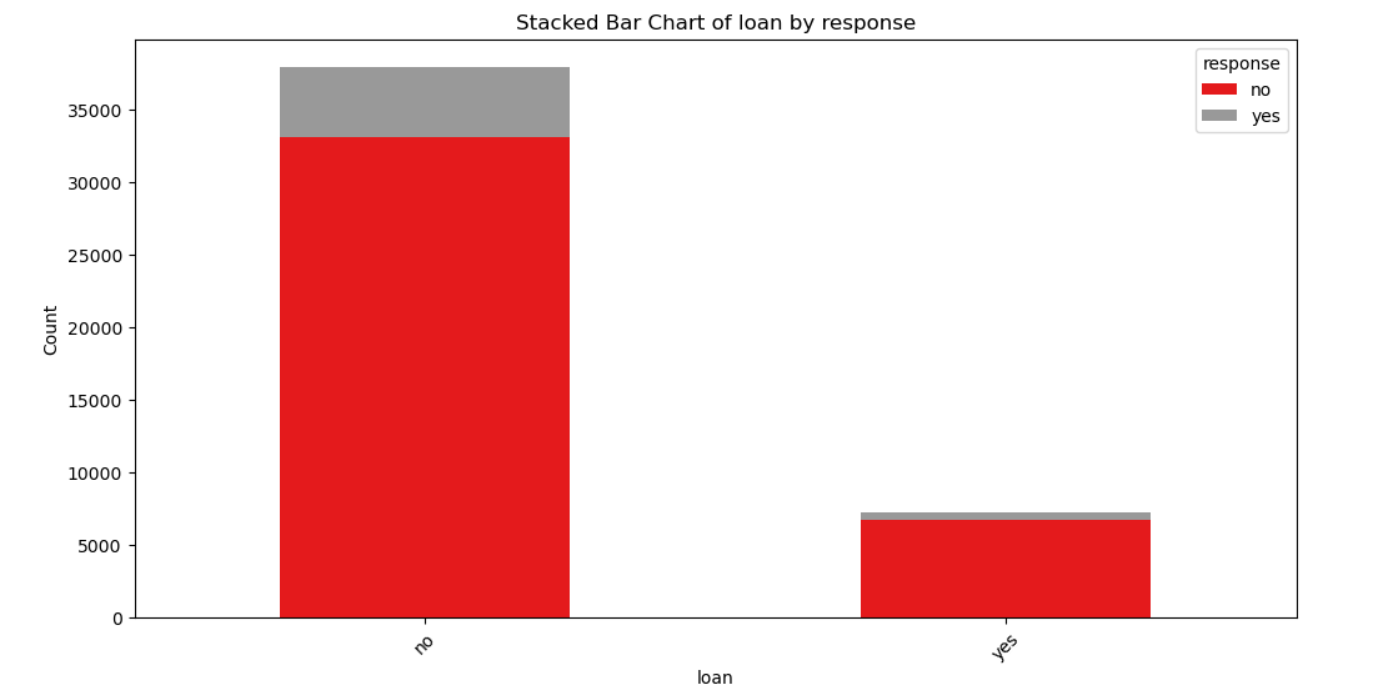 Stacked Bar Chart of loan by response
response
no
yes
35000
30000
25000
20000
15000
10000
5000
0
Count
no
yes
loan